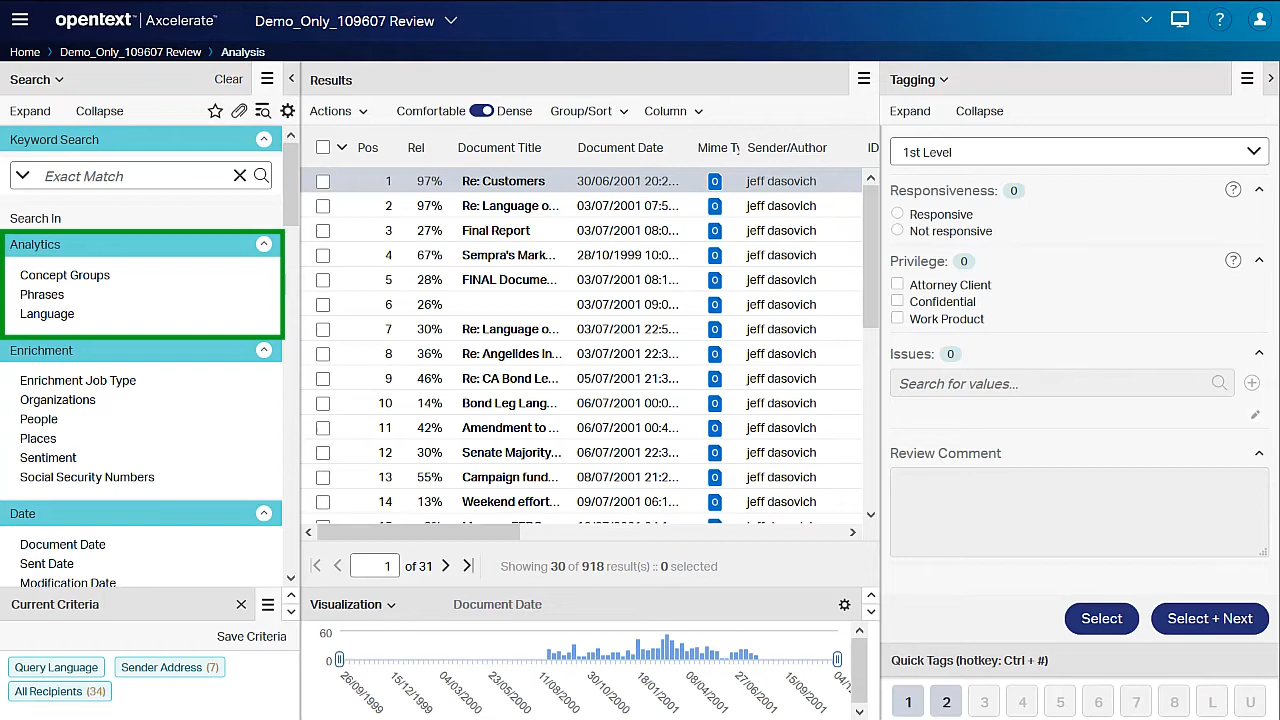 opentext™ | Axcelerate™ Demo_Only_109607 Review
Home Demo_Only_109607 Review Analysis
Search Clear
Expand Collapse
Keyword Search
Exact Match
Search In
Analytics
Concept Groups
Phrases
Language
Enrichment
Enrichment Job Type
Organizations
People
Places
Sentiment
Social Security Numbers
Date
Document Date
Sent Date
Modification Date
Current Criteria
Save Criteria
Query Language Sender Address (7)
All Recipients (34)
Results
Actions Comfortable Dense Group/Sort Column
Pos Rel Document Title Document Date Mime Ty Sender/Author ID
1 97% Re: Customers 30/06/2001 20:2... O jeff dasovich
2 97% Re: Language o... 03/07/2001 07:5... O jeff dasovich
3 27% Final Report 03/07/2001 08:0... O jeff dasovich
4 67% Sempra's Mark... 28/10/1999 10:0... O jeff dasovich
5 28% FINAL Docume... 03/07/2001 08:1... O jeff dasovich
6 26% 03/07/2001 09:0... O jeff dasovich
7 30% Re: Language o... 03/07/2001 22:5... O jeff dasovich
8 36% Re: Angelides In... 03/07/2001 22:3... O jeff dasovich
9 46% Re: CA Bond Le... 05/07/2001 21:3... O jeff dasovich
10 14% Bond Leg Lang... 06/07/2001 00:0... O jeff dasovich
11 42% Amendment to ... 06/07/2001 00:4... O jeff dasovich
12 30% Senate Majority... 06/07/2001 22:3... O jeff dasovich
13 55% Campaign fund... 08/07/2001 21:2... O jeff dasovich
14 13% Weekend effort... 09/07/2001 06:1... O jeff dasovich
1 of 31 Showing 30 of 918 result(s) :: 0 selected
Visualization Document Date
60
0
26/09/1999 15/12/1999 04/03/2000 23/05/2000 11/08/2000 30/10/2000 18/01/2001 08/04/2001 27/06/2001 15/09/2001 04/1
Tagging
Expand Collapse
1st Level
Responsiveness: 0 ?
Responsive
Not responsive
Privilege: 0 ?
Attorney Client
Confidential
Work Product
Issues: 0
Search for values...
Review Comment
Select Select + Next
Quick Tags (hotkey: Ctrl + #)
1 2 3 4 5 6 7 8 L U